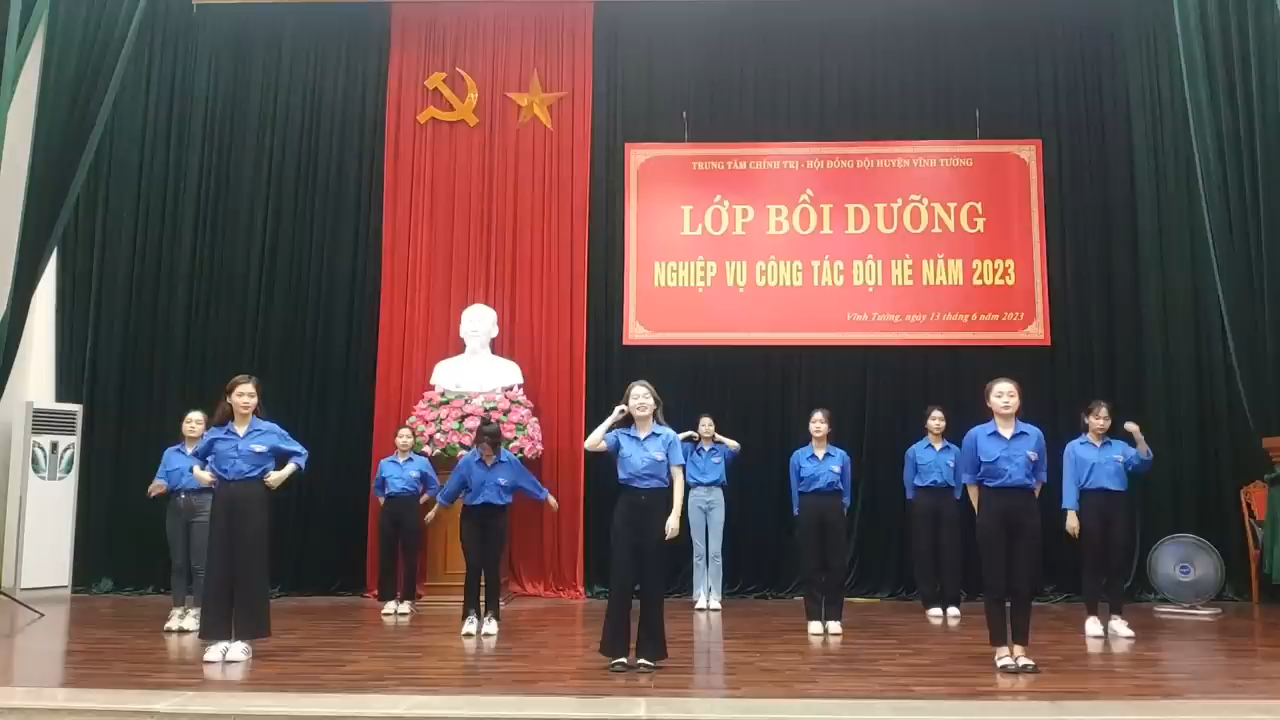 TRUNG TÂM CHÍNH TRỊ - HỘI ĐỒNG ĐỘI HUYỆN VĨNH TƯỜNG
LỚP BỒI DƯỠNG
NGHIỆP VỤ CÔNG TÁC ĐỘI HÈ NĂM 2023
Vĩnh Tường, ngày 13 tháng 6 năm 2023